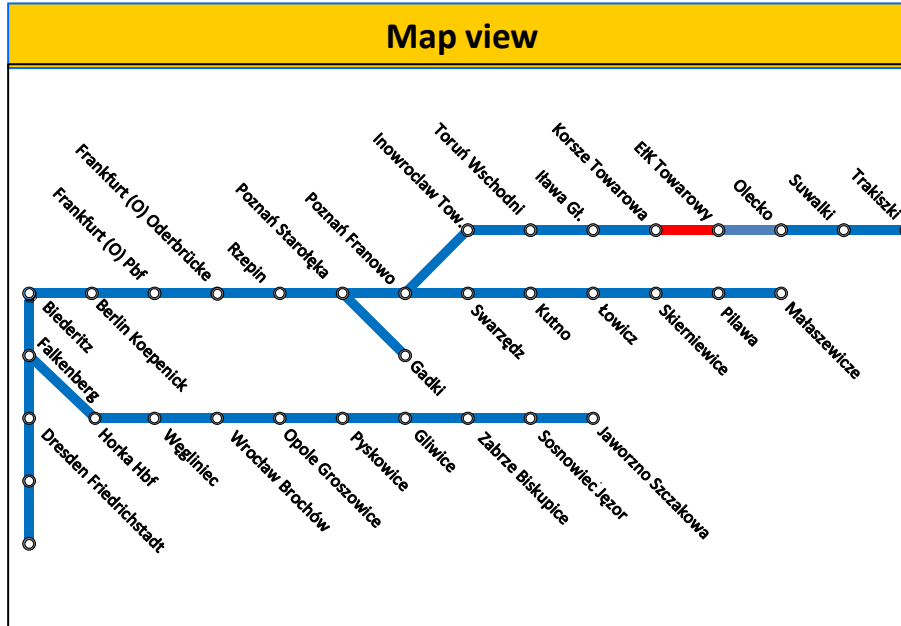 Map view
Inowrocław Tow.
Toruń Wschodni
Iława Gł.
Korsze Towarowa
EłK Towarowy
Olecko
Suwałki
Trakiszki
Frankfurt (O) Pbf
Frankfurt (O) Oderbrücke
Rzepin
Poznań Starołęka
Poznań Franowo
Biederitz
Berlin Koepenick
Swarzędz
Kutno
Łowicz
Skierniewice
Pilawa
Małaszewicze
Gadki
Falkenberg
Horka Hbf
Węgliniec
Wrocław Brochów
Opole Groszowice
Pyskowice
Gliwice
Zabrze Biskupice
Sosnowiec Jęzor
Jaworzno Szczakowa
Dresden Friedrichstadt